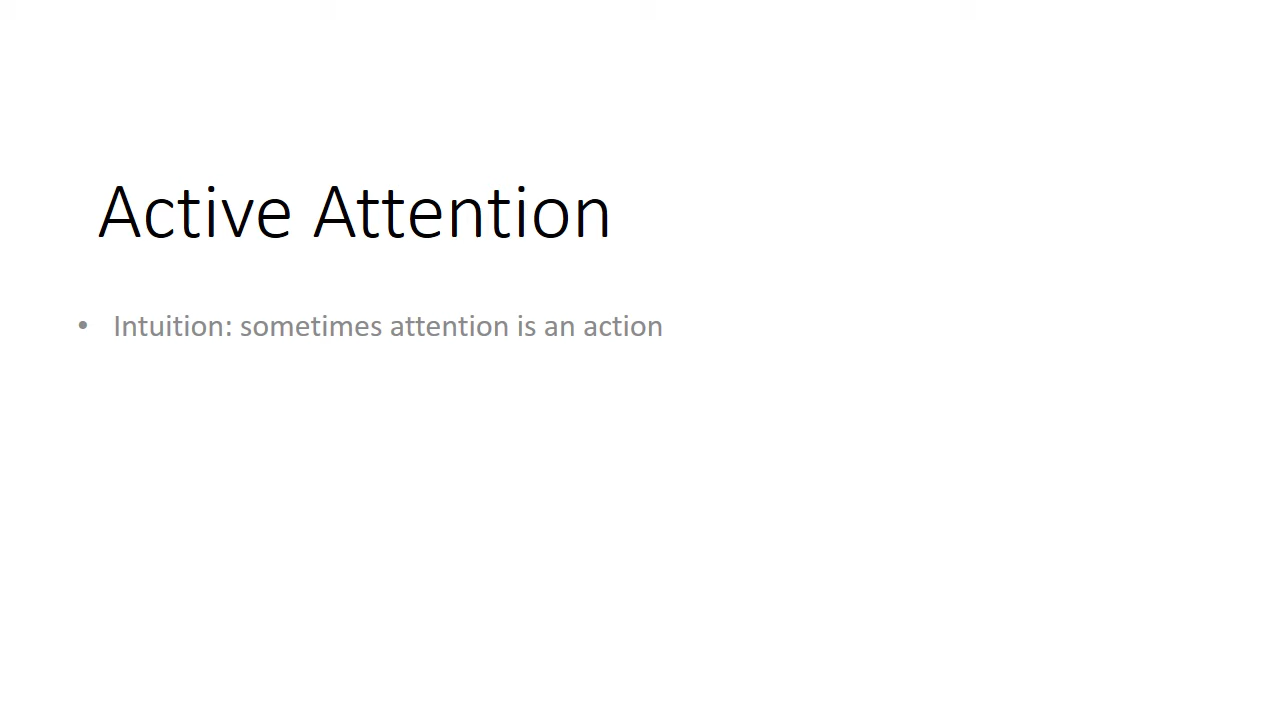 Active Attention
• Intuition: sometimes attention is an action